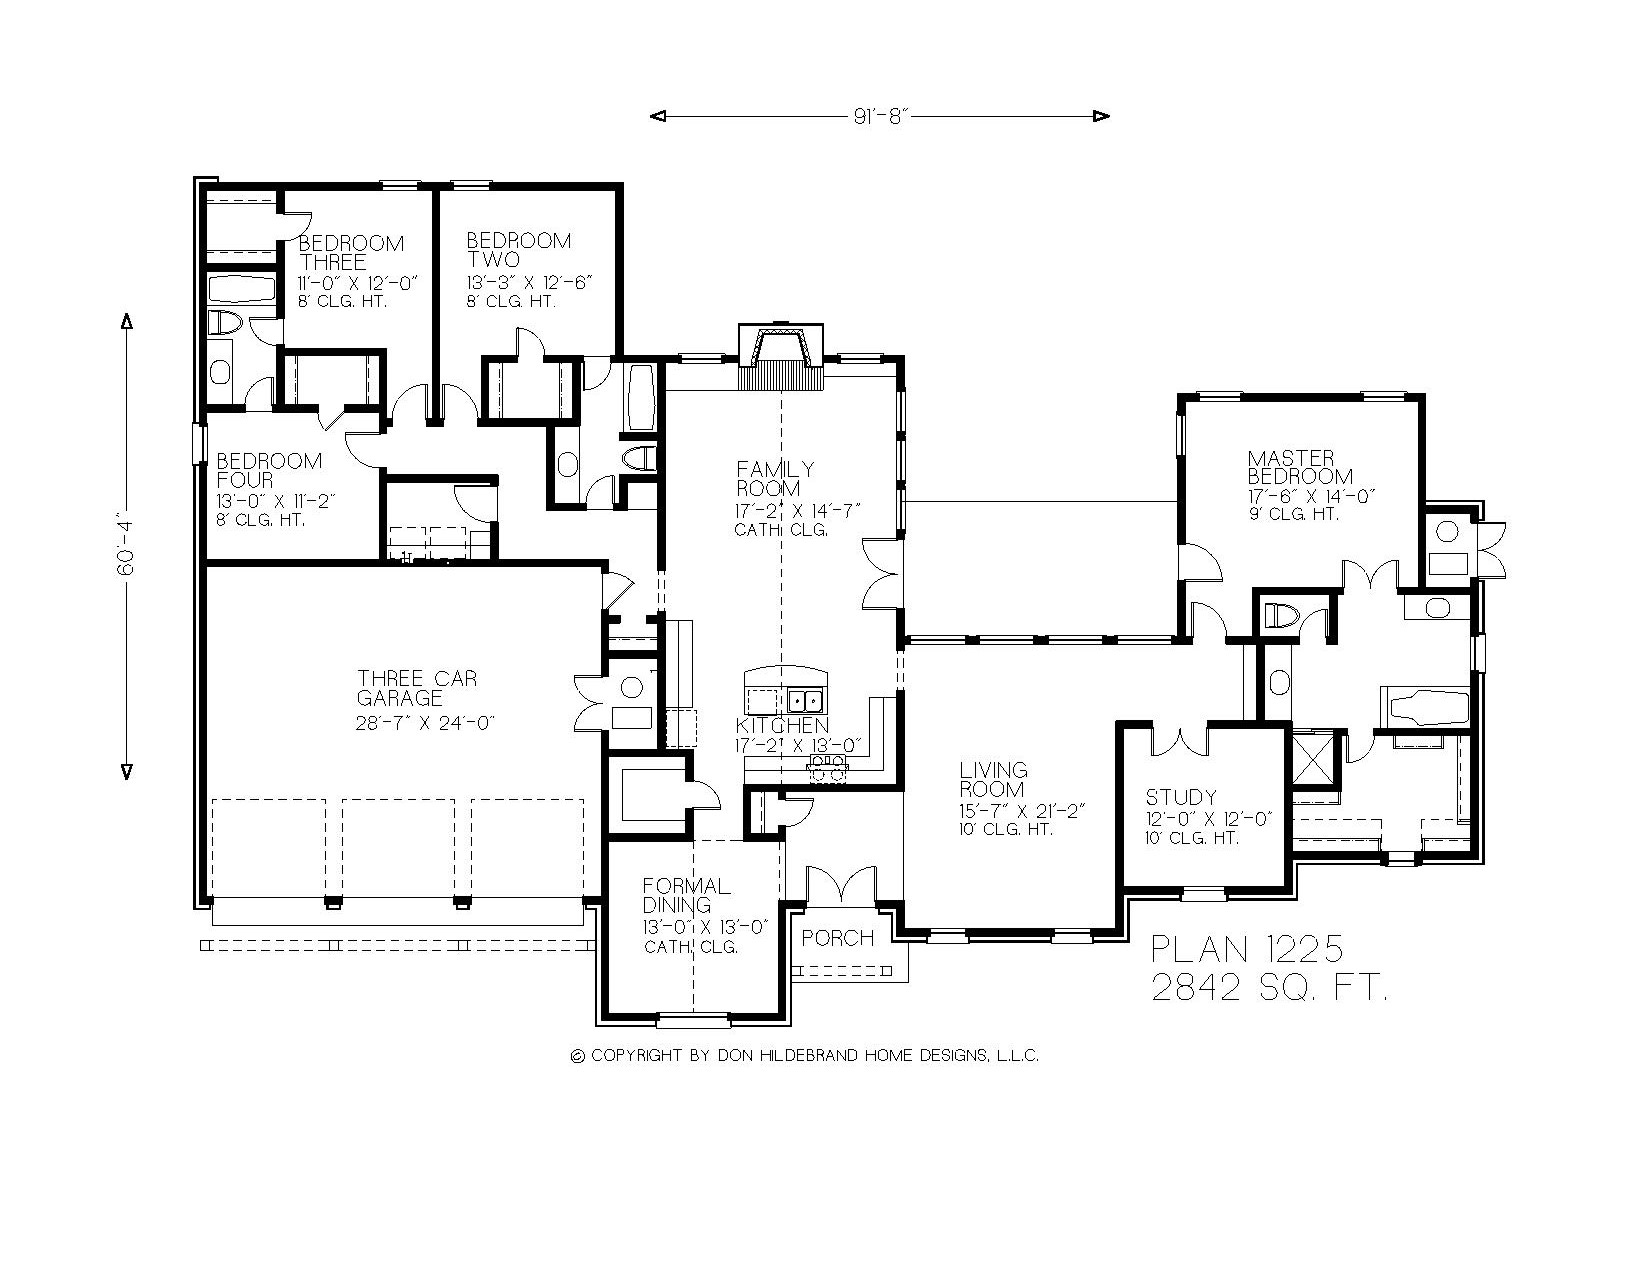 91'-8"
60'-4"
BEDROOM
THREE
11'-0" X 12'-0"
8' CLG. HT.
BEDROOM
TWO
13'-3" X 12'-6"
8' CLG. HT.
BEDROOM
FOUR
13'-0" X 11'-2"
8' CLG. HT.
FAMILY
ROOM
17'-2" X 14'-7"
CATH. CLG.
MASTER
BEDROOM
17'-6" X 14'-0"
9' CLG. HT.
THREE CAR
GARAGE
28'-7" X 24'-0"
KITCHEN
17'-2" X 13'-0"
LIVING
ROOM
15'-7" X 21'-2"
10' CLG. HT.
STUDY
12'-0" X 12'-0"
10' CLG. HT.
FORMAL
DINING
13'-0" X 13'-0"
CATH. CLG.
PORCH
PLAN 1225
2842 SQ. FT.
© COPYRIGHT BY DON HILDEBRAND HOME DESIGNS, L.L.C.